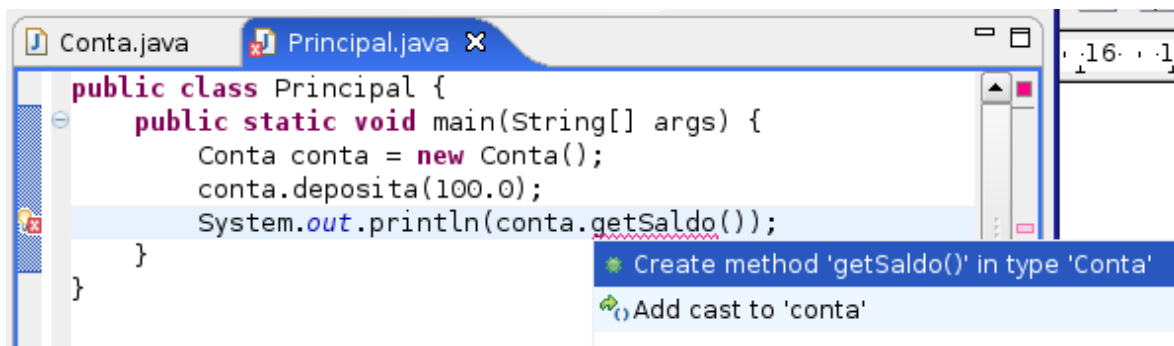 Conta.java Principal.java
16
public class Principal {
public static void main(String[] args) {
Conta conta = new Conta();
conta.deposita(100.0);
System.out.println(conta.getSaldo());
}
}
Create method 'getSaldo()' in type 'Conta'
Add cast to 'conta'